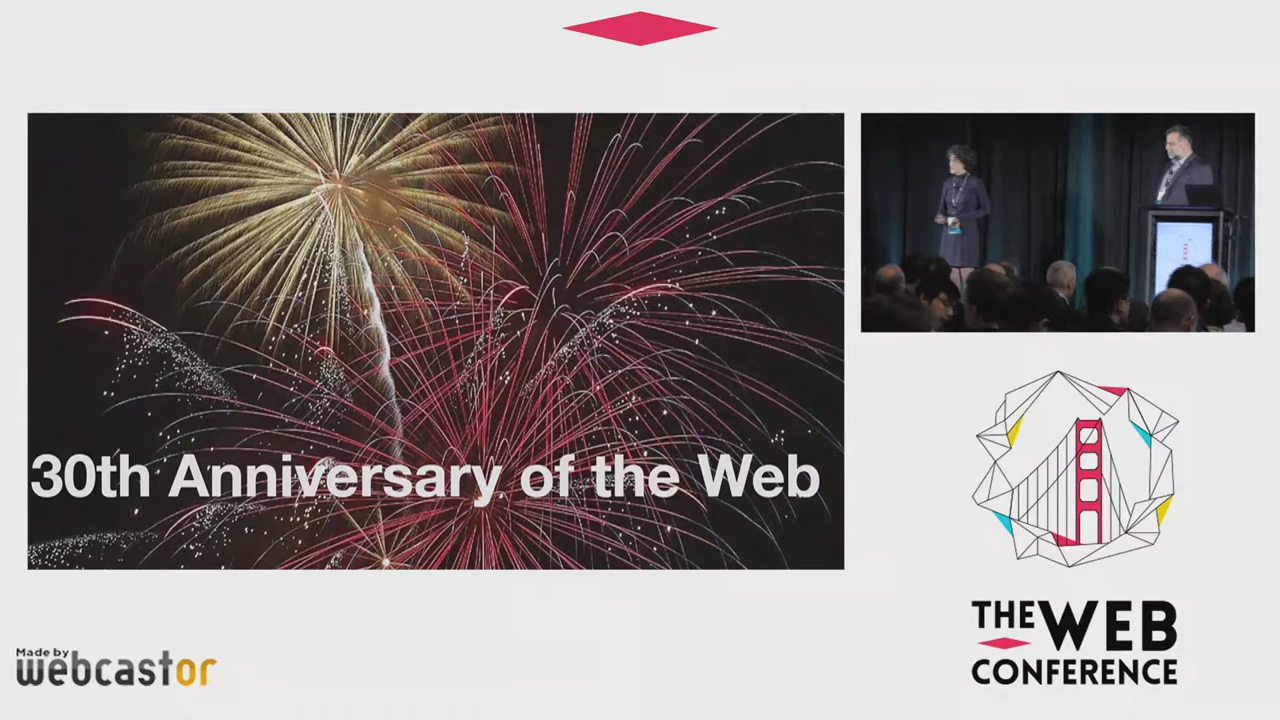 30th Anniversary of the Web
THE WEB
CONFERENCE
Made by
webcastor